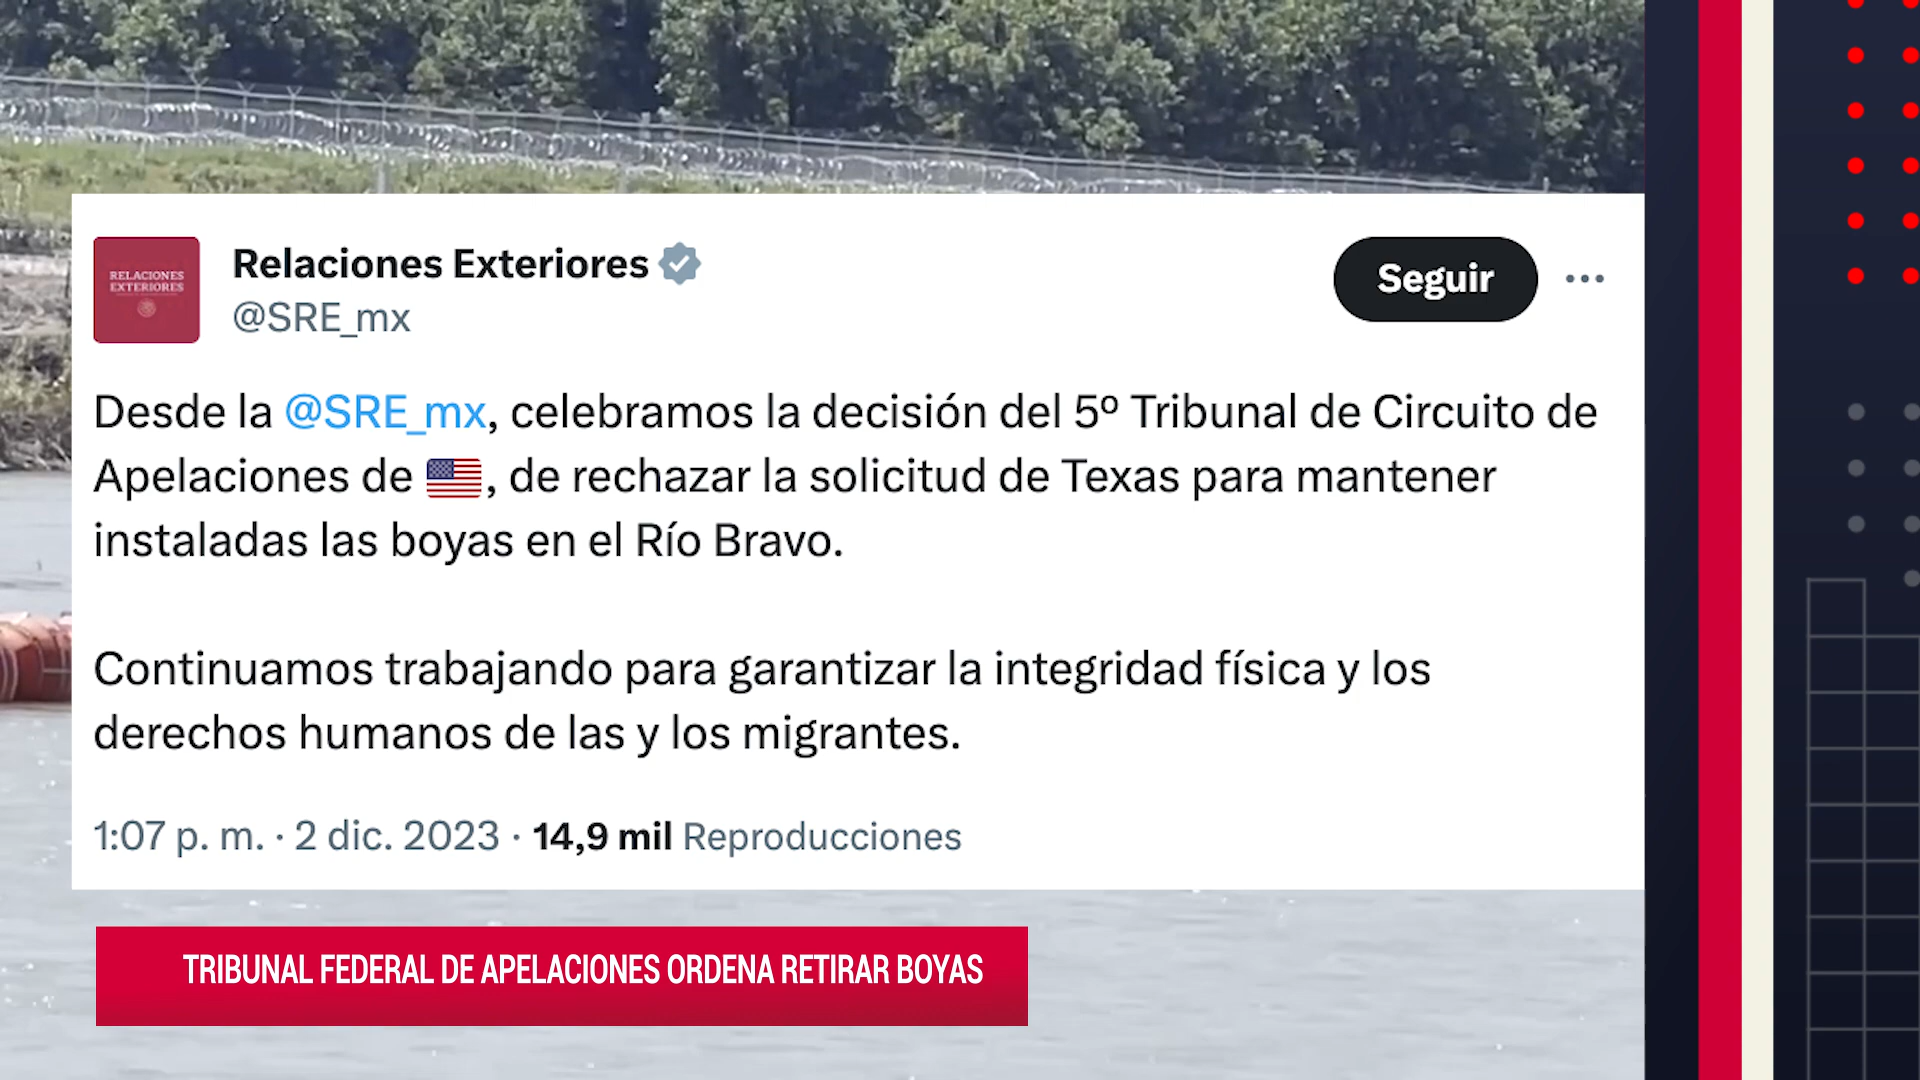 RELACIONES
EXTERIORES
Relaciones Exteriores
@SRE_mx
Seguir
Desde la @SRE_mx, celebramos la decisión del 5º Tribunal de Circuito de
Apelaciones de 🇺🇸, de rechazar la solicitud de Texas para mantener
instaladas las boyas en el Río Bravo.
Continuamos trabajando para garantizar la integridad física y los
derechos humanos de las y los migrantes.
1:07 p. m. · 2 dic. 2023 · 14,9 mil Reproducciones
TRIBUNAL FEDERAL DE APELACIONES ORDENA RETIRAR BOYAS